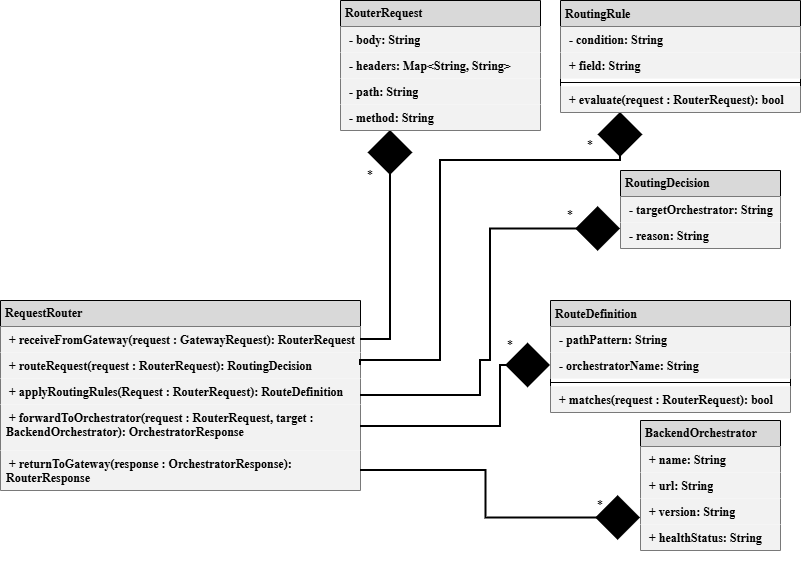 RouterRequest
- body: String
- headers: Map<String, String>
- path: String
- method: String
*
RoutingRule
- condition: String
+ field: String
+ evaluate(request : RouterRequest): bool
*
RoutingDecision
- targetOrchestrator: String
- reason: String
*
RequestRouter
+ receiveFromGateway(request : GatewayRequest): RouterRequest
+ routeRequest(request : RouterRequest): RoutingDecision
+ applyRoutingRules(Request : RouterRequest): RouteDefinition
+ forwardToOrchestrator(request : RouterRequest, target :
BackendOrchestrator): OrchestratorResponse
+ returnToGateway(response : OrchestratorResponse):
RouterResponse
RouteDefinition
- pathPattern: String
- orchestratorName: String
+ matches(request : RouterRequest): bool
*
BackendOrchestrator
+ name: String
+ url: String
+ version: String
+ healthStatus: String
*